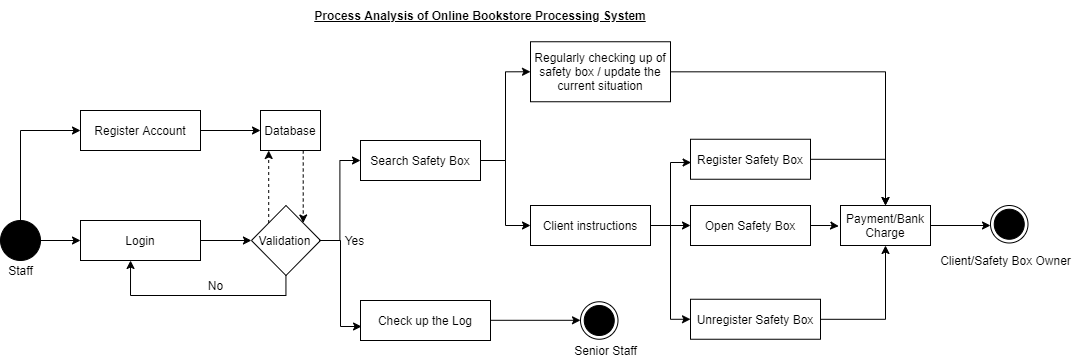 Process Analysis of Online Bookstore Processing System
Regularly checking up of
safety box / update the
current situation
Register Account
Database
Search Safety Box
Register Safety Box
Client instructions
Open Safety Box
Payment/Bank
Charge
Login
Validation
Yes
Staff
Client/Safety Box Owner
No
Check up the Log
Unregister Safety Box
Senior Staff